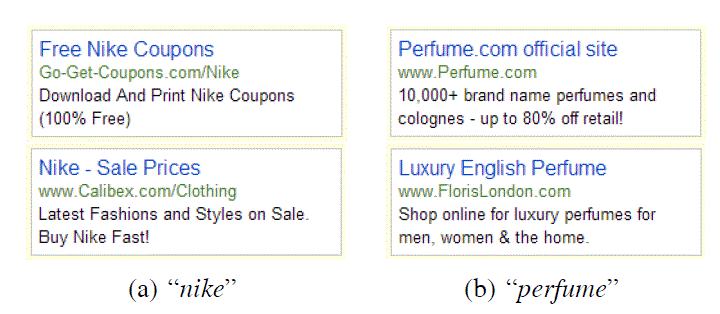 Free Nike Coupons
Go-Get-Coupons.com/Nike
Download And Print Nike Coupons
(100% Free)
Nike - Sale Prices
www.Calibex.com/Clothing
Latest Fashions and Styles on Sale.
Buy Nike Fast!
(a) “nike”
Perfume.com official site
www.Perfume.com
10,000+ brand name perfumes and
colognes - up to 80% off retail!
Luxury English Perfume
www.FlorisLondon.com
Shop online for luxury perfumes for
men, women & the home.
(b) “perfume”